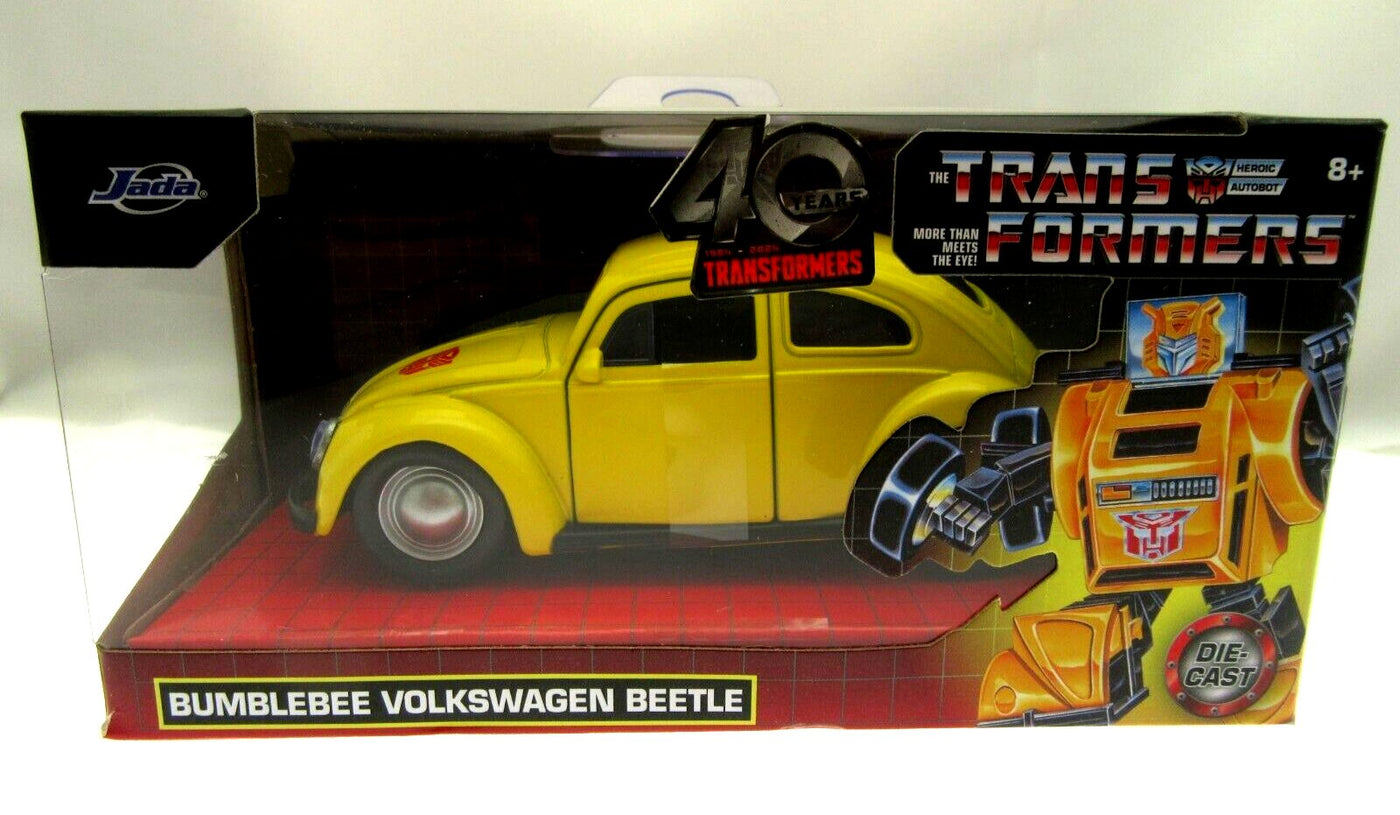 Jada®
40
YEARS
1984 - 2024
TRANSFORMERS
THE TRANS
FORMERS™
HEROIC
AUTOBOT
MORE THAN
MEETS
THE EYE!
8+
DIE-
CAST
BUMBLEBEE VOLKSWAGEN BEETLE